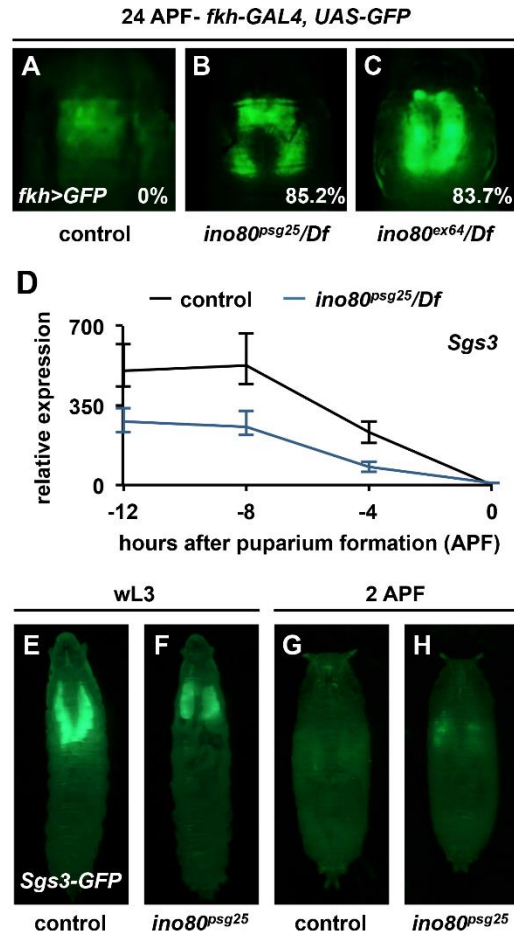 24 APF- fkh-GAL4, UAS-GFP
A B C
fkh>GFP 0% 85.2% 83.7%
control ino80psg25/Df ino80ex64/Df
D
control ino80psg25/Df
Sgs3
700
350
0
relative expression
-12 -8 -4 0
hours after puparium formation (APF)
wL3 2 APF
E F G H
Sgs3-GFP
control ino80psg25 control ino80psg25